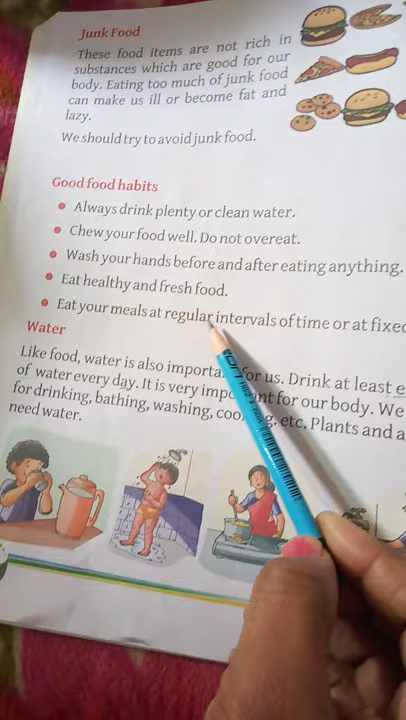 Junk Food
These food items are not rich in
substances which are good for our
body. Eating too much of junk food
can make us ill or become fat and
lazy.
We should try to avoid junk food.
Good food habits
Always drink plenty or clean water.
Chew your food well. Do not overeat.
Wash your hands before and after eating anything.
Eat healthy and fresh food.
Eat your meals at regular intervals of time or at
Water
Like food, water is also for us. Drink at least
of water every day. It is very for our body. We
for drinking, bathing, washing, etc. Plants and
need water.